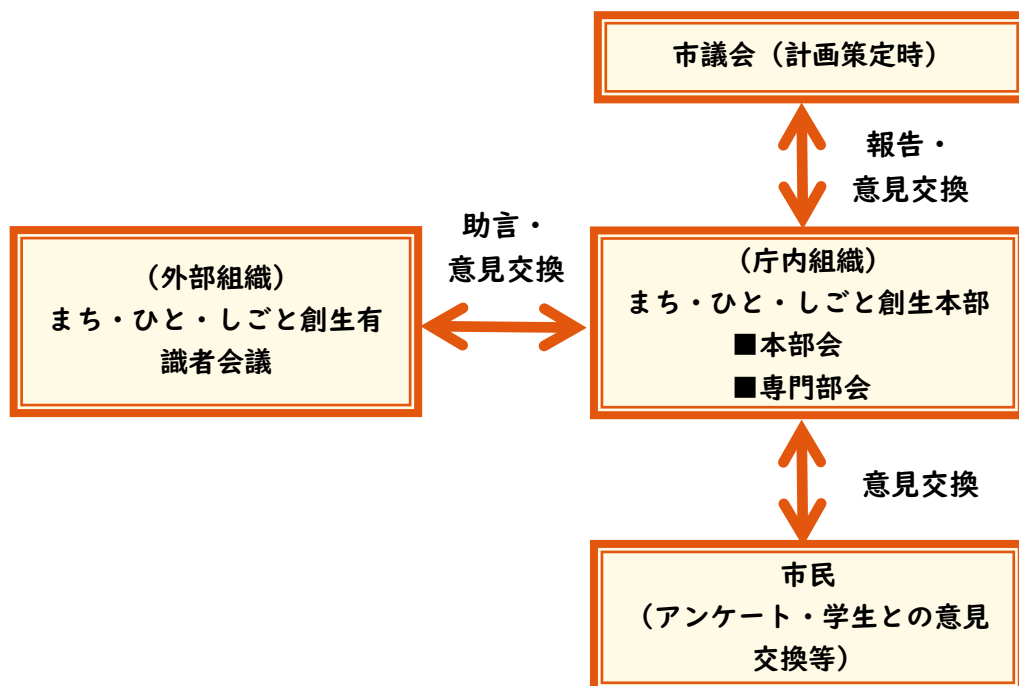 市議会（計画策定時）
報告・
意見交換
助言・
意見交換
（外部組織）
まち・ひと・しごと創生有
識者会議
（庁内組織）
まち・ひと・しごと創生本部
■本部会
■専門部会
意見交換
市民
（アンケート・学生との意見
交換等）